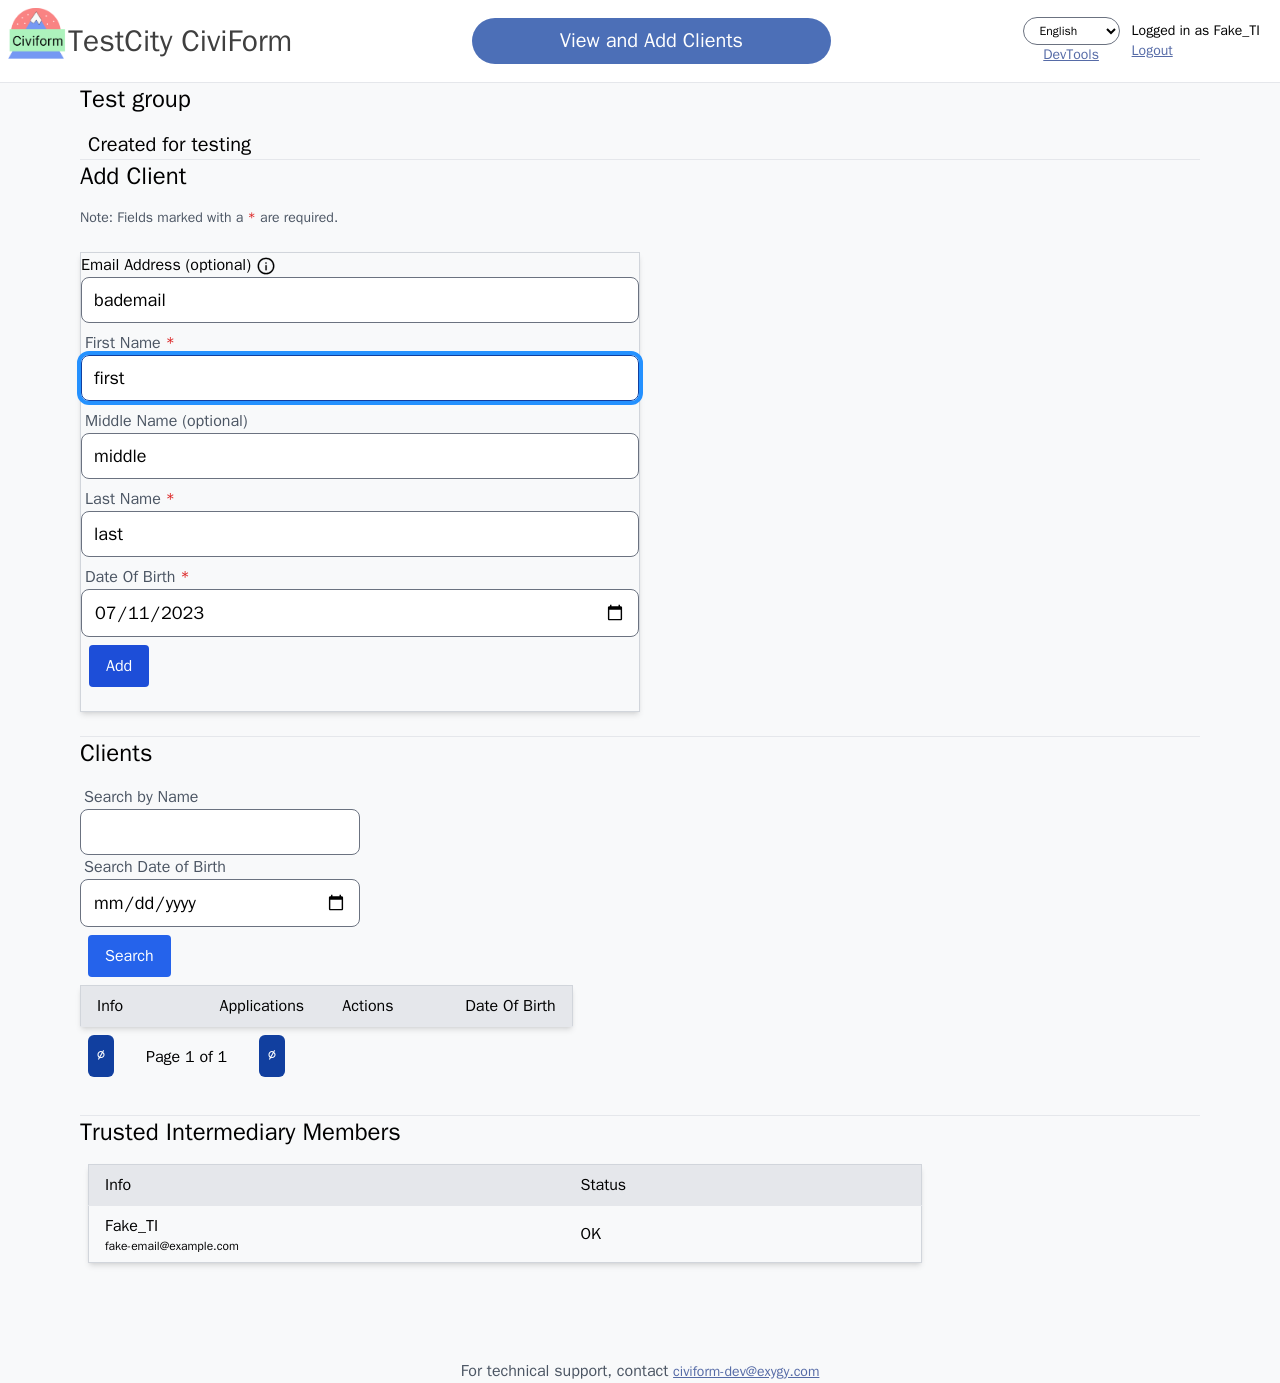 Civiform
TestCity CiviForm
View and Add Clients
English
DevTools
Logged in as Fake_TI
Logout
Test group
Created for testing
Add Client
Note: Fields marked with a * are required.
Email Address (optional)
bademail
First Name *
first
Middle Name (optional)
middle
Last Name *
last
Date Of Birth *
07/11/2023
Add
Clients
Search by Name
Search Date of Birth
mm/dd/yyyy
Search
Info Applications Actions Date Of Birth
∅ Page 1 of 1 ∅
Trusted Intermediary Members
Info Status
Fake_TI
fake-email@example.com
OK
For technical support, contact civiform-dev@exygy.com